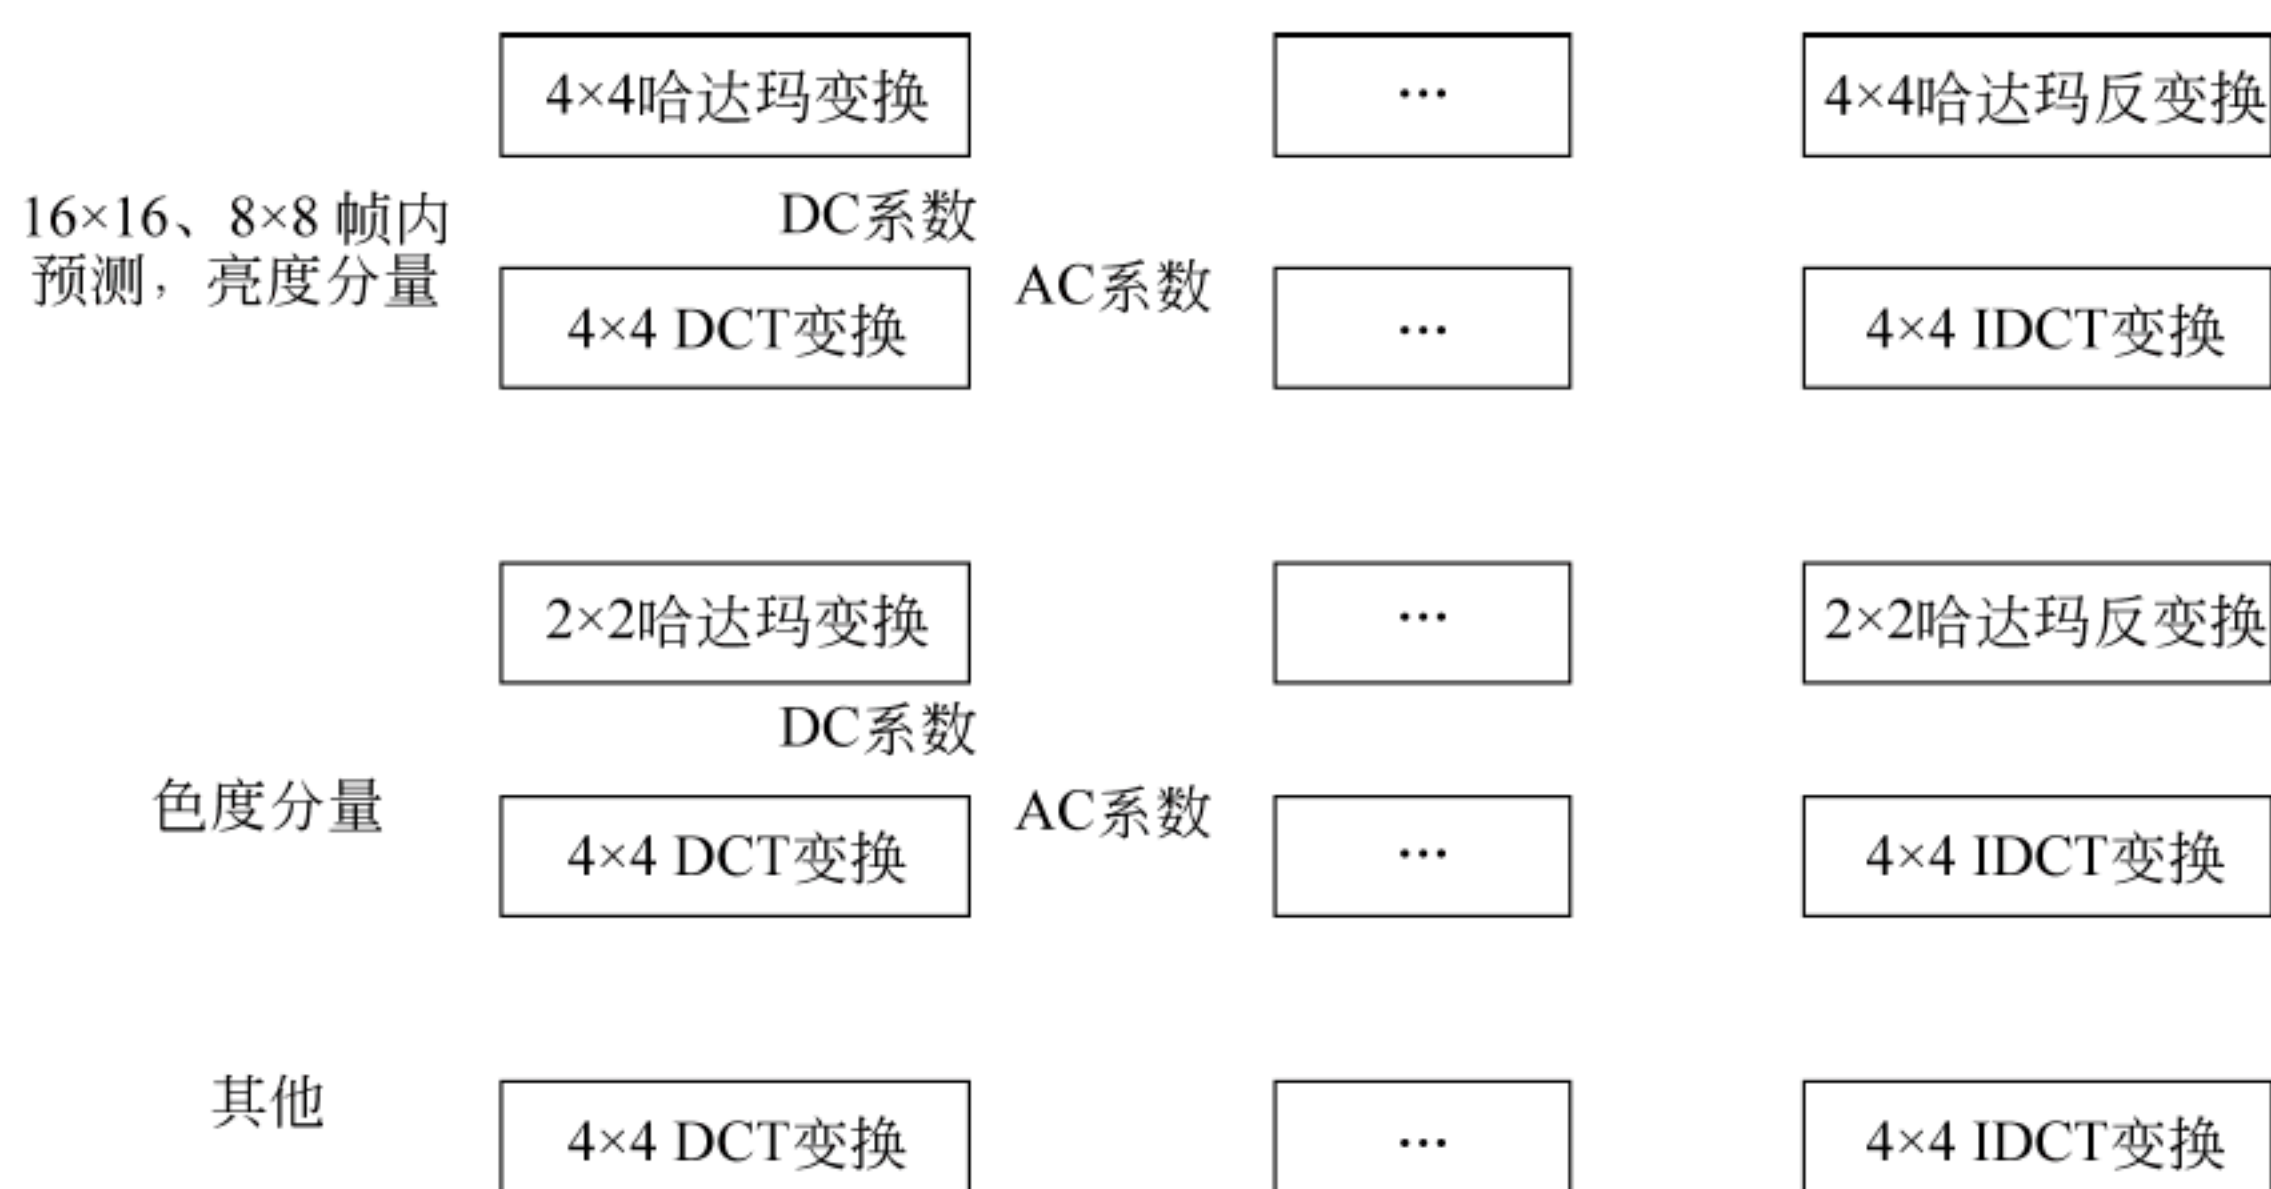 4×4哈达玛变换
…
4×4哈达玛反变换
16×16、8×8 帧内
预测，亮度分量
DC系数
AC系数
4×4 DCT变换
…
4×4 IDCT变换
2×2哈达玛变换
…
2×2哈达玛反变换
DC系数
色度分量
AC系数
4×4 DCT变换
…
4×4 IDCT变换
其他
4×4 DCT变换
…
4×4 IDCT变换